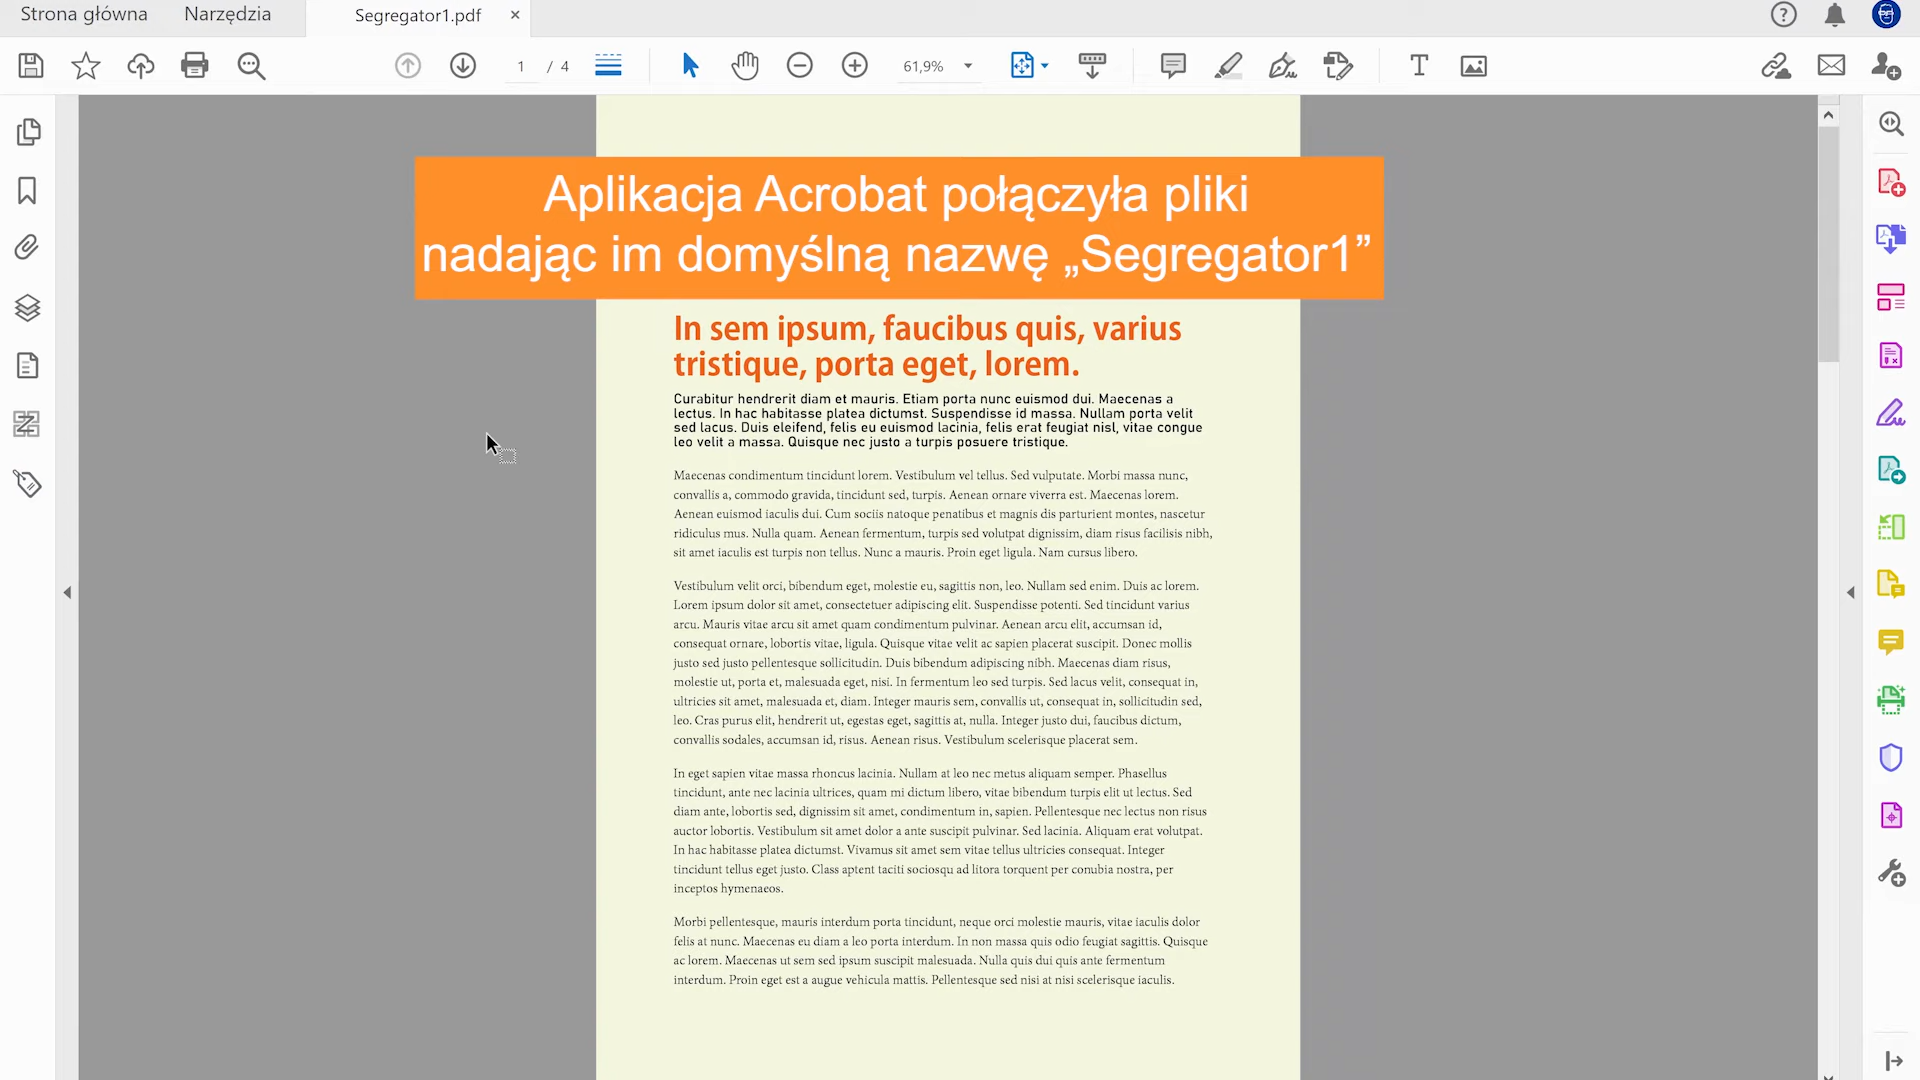 Strona główna
Narzędzia
Segregator1.pdf
1 / 4
61,9%
Aplikacja Acrobat połączyła pliki
nadając im domyślną nazwę „Segregator1”
In sem ipsum, faucibus quis, varius
tristique, porta eget, lorem.
Curabitur hendrerit diam et mauris. Etiam porta nunc euismod dui. Maecenas a
lectus. In hac habitasse platea dictumst. Suspendisse id massa. Nullam porta velit
sed lacus. Duis eleifend, felis eu euismod lacinia, felis erat feugiat nisl, vitae congue
leo velit a massa. Quisque nec justo a turpis posuere tristique.
Maecenas condimentum tincidunt lorem. Vestibulum vel tellus. Sed vulputate. Morbi massa nunc,
convallis a, commodo gravida, tincidunt sed, turpis. Aenean ornare viverra est. Maecenas lorem.
Aenean euismod iaculis dui. Cum sociis natoque penatibus et magnis dis parturient montes, nascetur
ridiculus mus. Nulla quam. Aenean fermentum, turpis sed volutpat dignissim, diam risus facilisis nibh,
sit amet iaculis est turpis non tellus. Nunc a mauris. Proin eget ligula. Nam cursus libero.
Vestibulum velit orci, bibendum eget, molestie eu, sagittis non, leo. Nullam sed enim. Duis ac lorem.
Lorem ipsum dolor sit amet, consectetuer adipiscing elit. Suspendisse potenti. Sed tincidunt varius
arcu. Mauris vitae arcu sit amet quam condimentum pulvinar. Aenean arcu elit, accumsan id,
consequat ornare, lobortis vitae, ligula. Quisque vitae velit ac sapien placerat suscipit. Donec mollis
justo sed justo pellentesque sollicitudin. Duis bibendum adipiscing nibh. Maecenas diam risus,
molestie ut, porta et, malesuada eget, nisi. In fermentum leo sed turpis. Sed lacus velit, consequat in,
ultricies sit amet, malesuada et, diam. Integer mauris sem, convallis ut, consequat in, sollicitudin sed,
leo. Cras purus elit, hendrerit ut, egestas eget, sagittis at, nulla. Integer justo dui, faucibus dictum,
convallis sodales, accumsan id, risus. Aenean risus. Vestibulum scelerisque placerat sem.
In eget sapien vitae massa rhoncus lacinia. Nullam at leo nec metus aliquam semper. Phasellus
tincidunt, ante nec lacinia ultrices, quam mi dictum libero, vitae bibendum turpis elit ut lectus. Sed
diam ante, lobortis sed, dignissim sit amet, condimentum in, sapien. Pellentesque nec lectus non risus
auctor lobortis. Vestibulum sit amet dolor a ante suscipit pulvinar. Sed lacinia. Aliquam erat volutpat.
In hac habitasse platea dictumst. Vivamus sit amet sem vitae tellus ultricies consequat. Integer
tincidunt tellus eget justo. Class aptent taciti sociosqu ad litora torquent per conubia nostra, per
inceptos hymenaeos.
Morbi pellentesque, mauris interdum porta tincidunt, neque orci molestie mauris, vitae iaculis dolor
felis at nunc. Maecenas eu diam a leo porta interdum. In non massa quis odio feugiat sagittis. Quisque
ac lorem. Maecenas ut sem sed ipsum suscipit malesuada. Nulla quis dui quis ante fermentum
interdum. Proin eget est a augue vehicula mattis. Pellentesque sed nisi at nisi scelerisque iaculis.